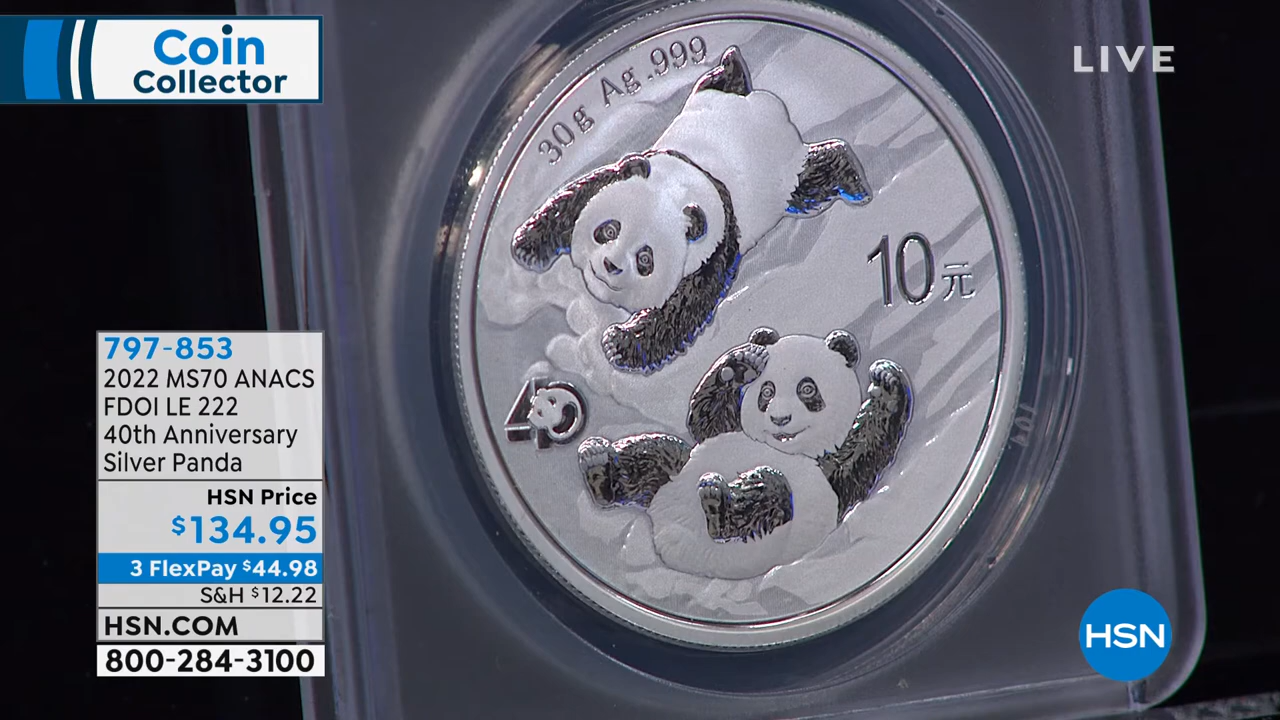 Coin
Collector
LIVE
30g Ag .999
10元
40
797-853
2022 MS70 ANACS
FDOI LE 222
40th Anniversary
Silver Panda
HSN Price
$134.95
3 FlexPay $44.98
S&H $12.22
HSN.COM
800-284-3100
HSN